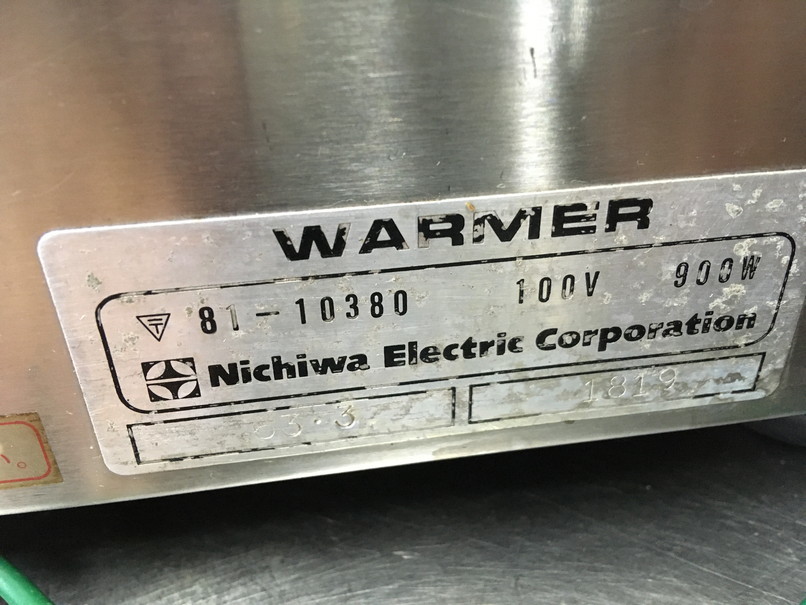 WARMER
81-10380 100V 900W
Nichiwa Electric Corporation
1819